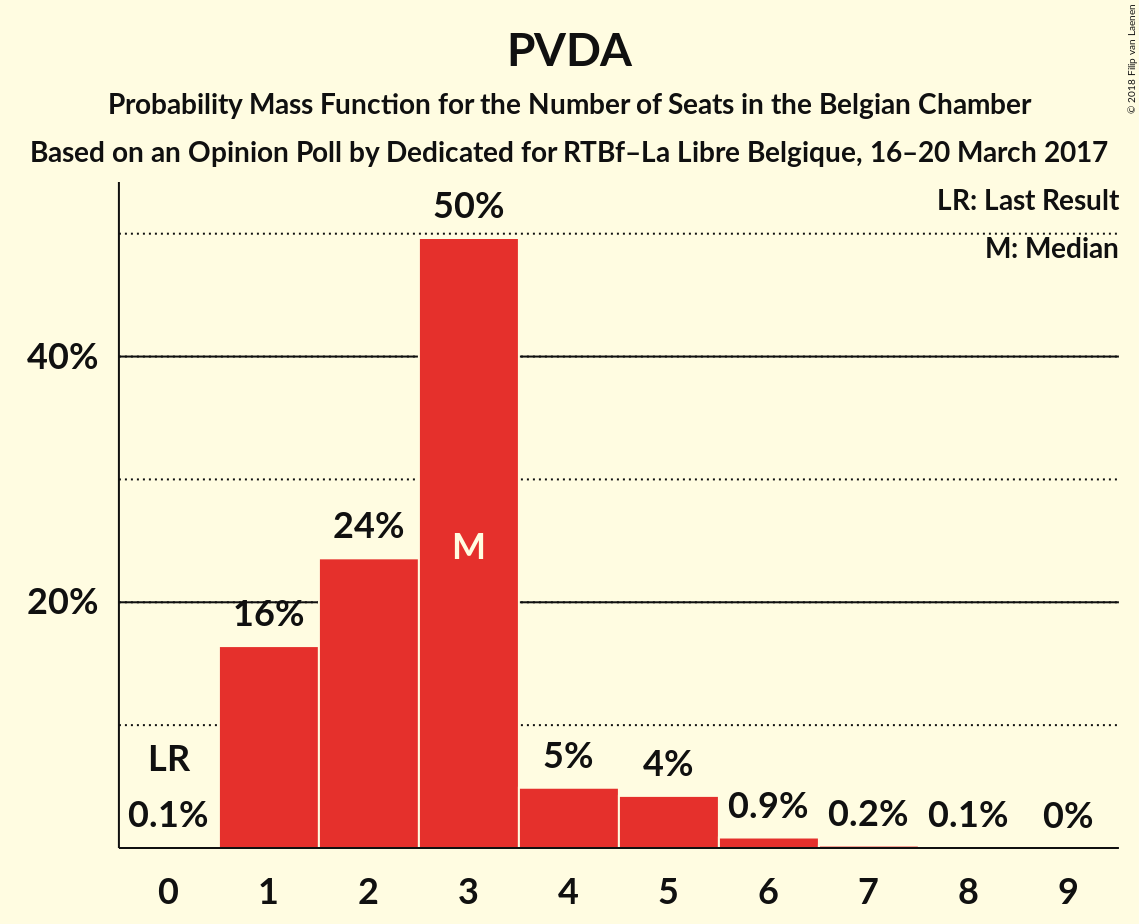 PVDA
Probability Mass Function for the Number of Seats in the Belgian Chamber
Based on an Opinion Poll by Dedicated for RTBf–La Libre Belgique, 16–20 March 2017
© 2018 Filip van Laenen
LR: Last Result
M: Median
50%
40%
24%
M
20%
16%
LR
5%
4%
0.1%
0.9%
0.2%
0.1%
0%
0 1 2 3 4 5 6 7 8 9